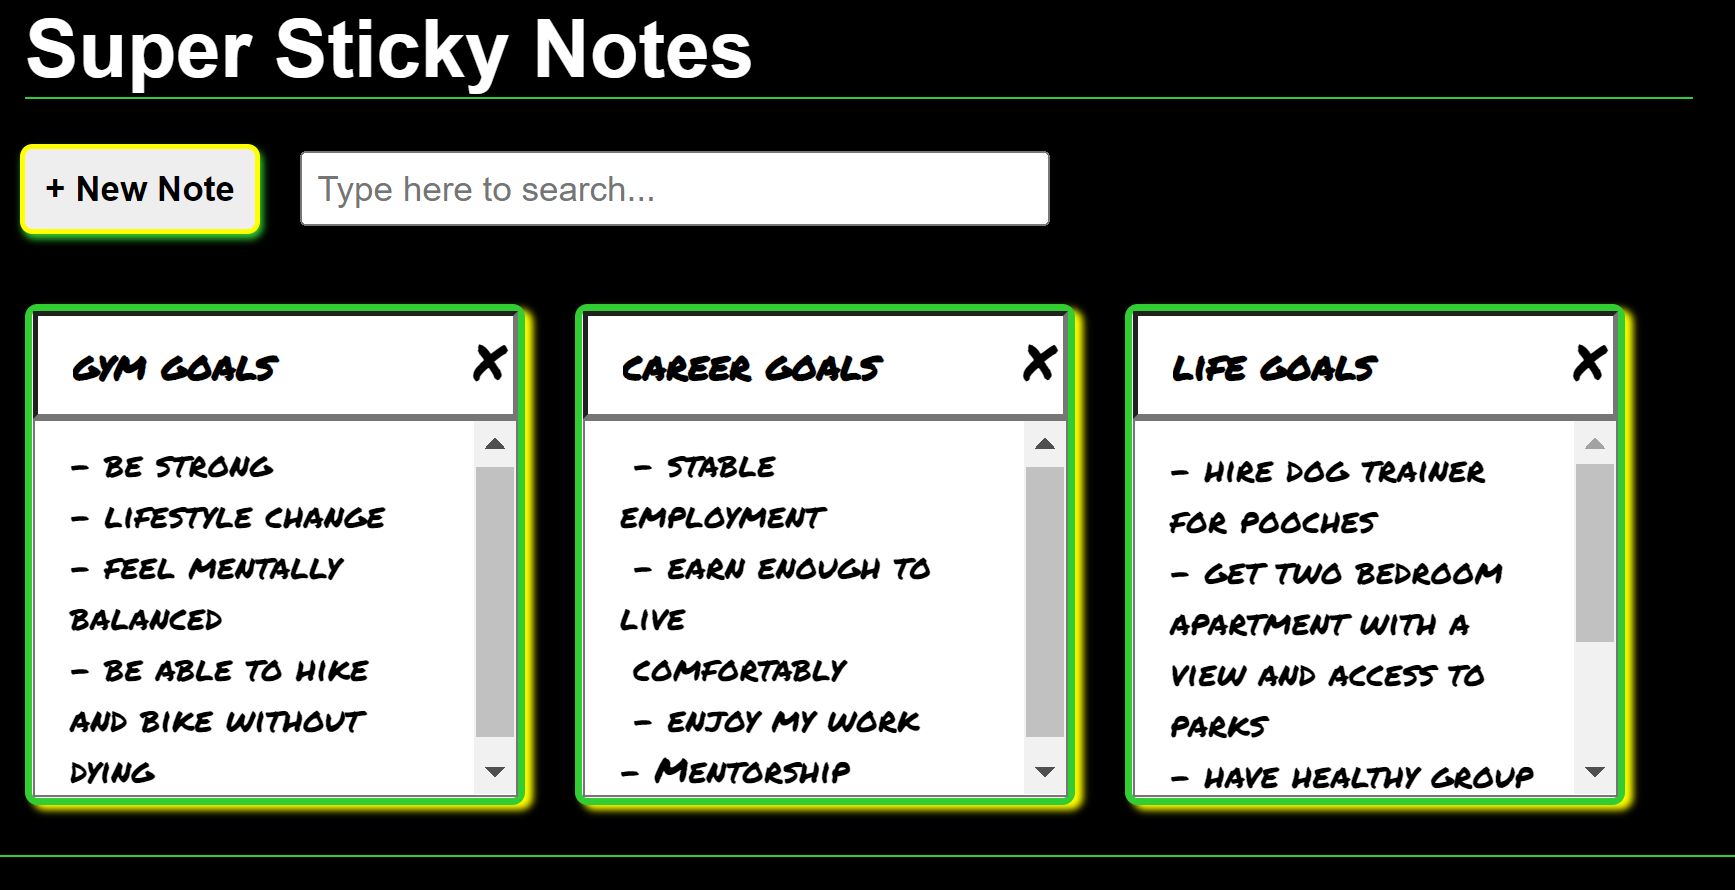 Super Sticky Notes
+ New Note
Type here to search...
GYM GOALS
X
- BE STRONG
- LIFESTYLE CHANGE
- FEEL MENTALLY
BALANCED
- BE ABLE TO HIKE
AND BIKE WITHOUT
DYING
CAREER GOALS
X
- STABLE
EMPLOYMENT
- EARN ENOUGH TO
LIVE
COMFORTABLY
- ENJOY MY WORK
- MENTORSHIP
LIFE GOALS
X
- HIRE DOG TRAINER
FOR POOCHES
- GET TWO BEDROOM
APARTMENT WITH A
VIEW AND ACCESS TO
PARKS
- HAVE HEALTHY GROUP